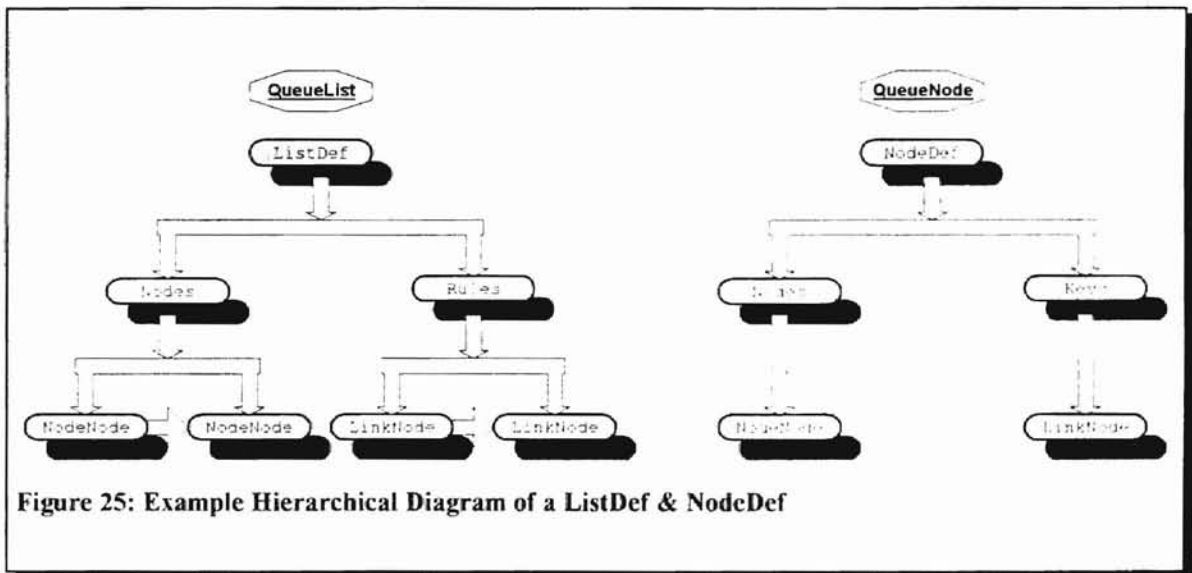 QueueList QueueNode
ListDef NodeDef
Nodes Rules
NodeNode NodeNode LinkNode LinkNode LinkNode
Figure 25: Example Hierarchical Diagram of a ListDef & NodeDef